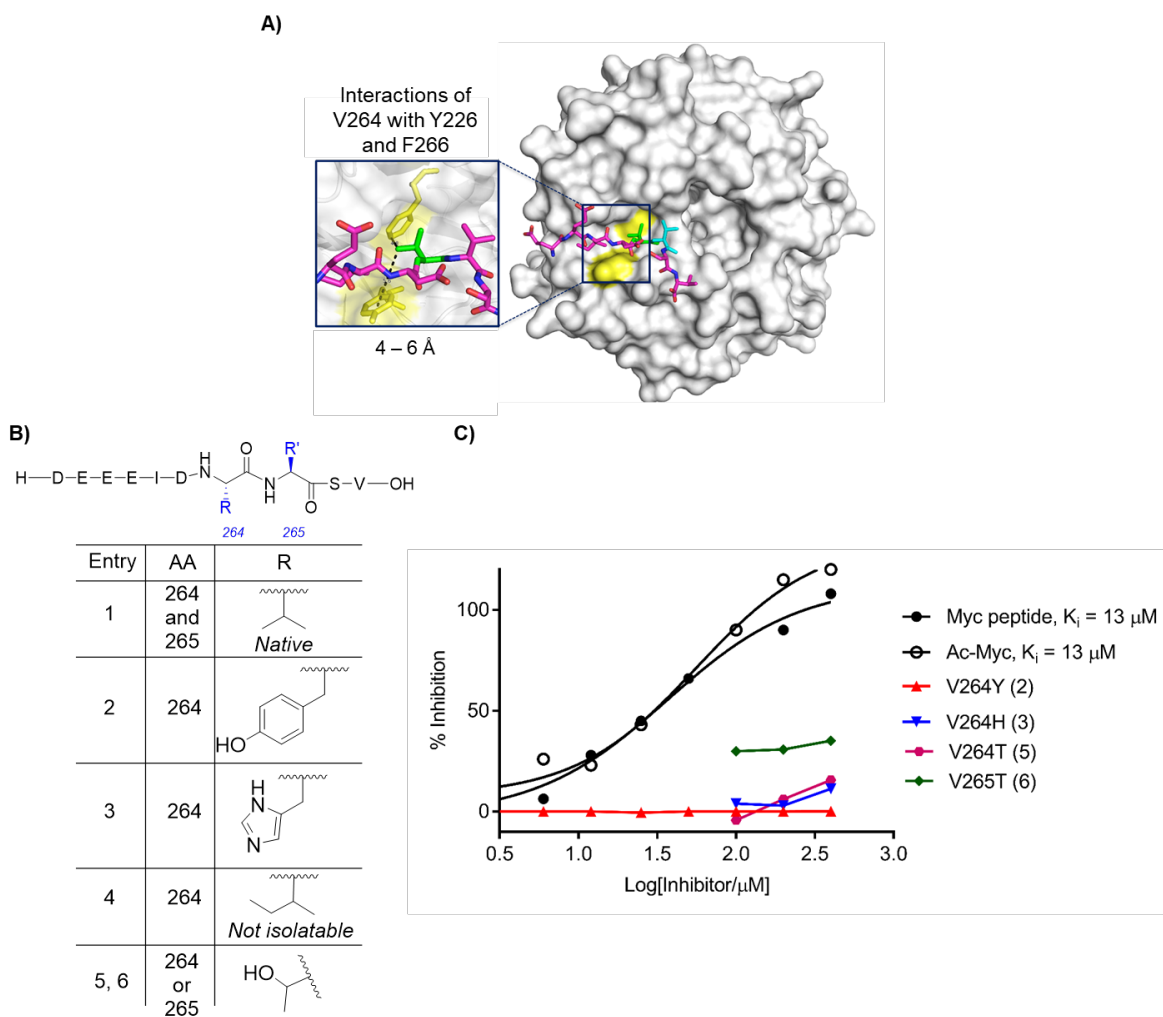 A)
Interactions of
V264 with Y226
and F266
4 – 6 Å
B)
H D E E E I D N H O R N H R' O S V OH
264 265
Entry AA R
1 264 and 265 Native
2 264 HO
3 264 H N N
4 264 Not isolatable
5, 6 264 or 265 HO
C)
% Inhibition
100
50
0
0.5 1.0 1.5 2.0 2.5 3.0
Log[Inhibitor/μM]
Myc peptide, Ki = 13 μM
Ac-Myc, Ki = 13 μM
V264Y (2)
V264H (3)
V264T (5)
V265T (6)